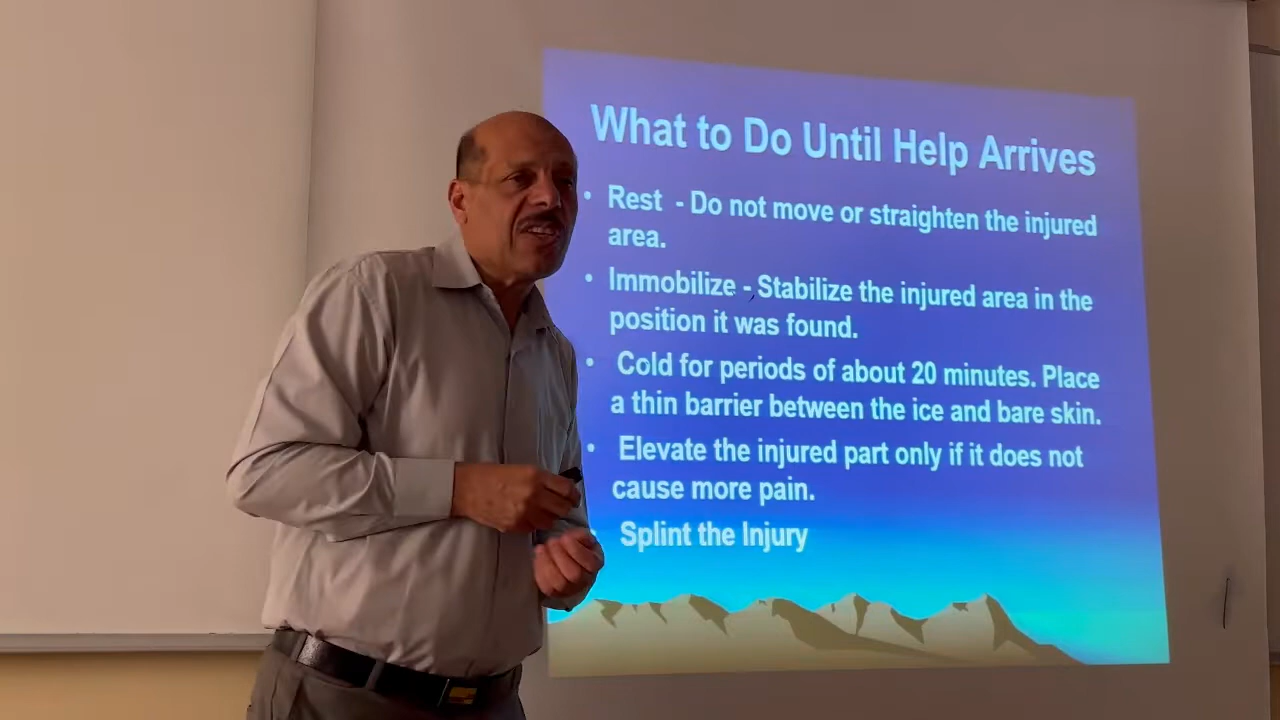 What to Do Until Help Arrives
• Rest - Do not move or straighten the injured
area.
• Immobilize - Stabilize the injured area in the
position it was found.
• Cold for periods of about 20 minutes. Place
a thin barrier between the ice and bare skin.
• Elevate the injured part only if it does not
cause more pain.
• Splint the Injury